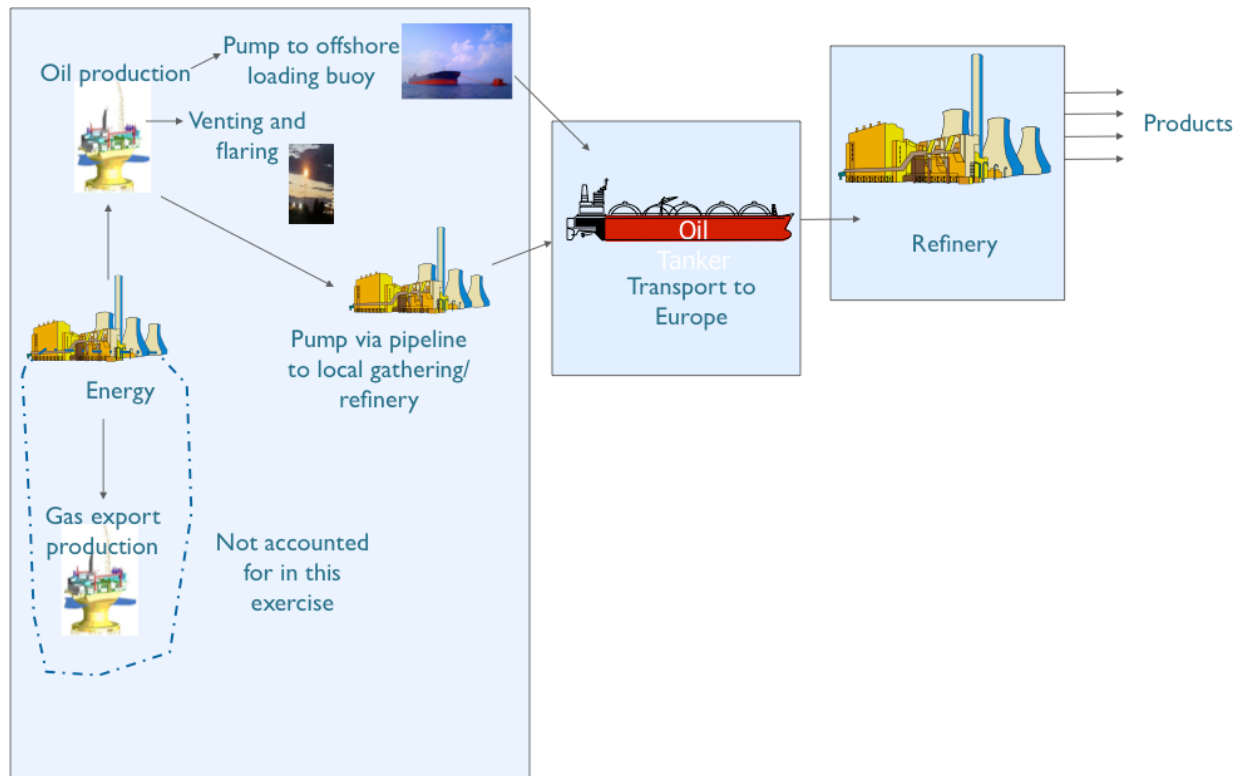 Oil production
Pump to offshore
loading buoy
Venting and
flaring
Energy
Gas export
production
Not accounted
for in this
exercise
Pump via pipeline
to local gathering/
refinery
Oil
Tanker
Transport to
Europe
Refinery
Products